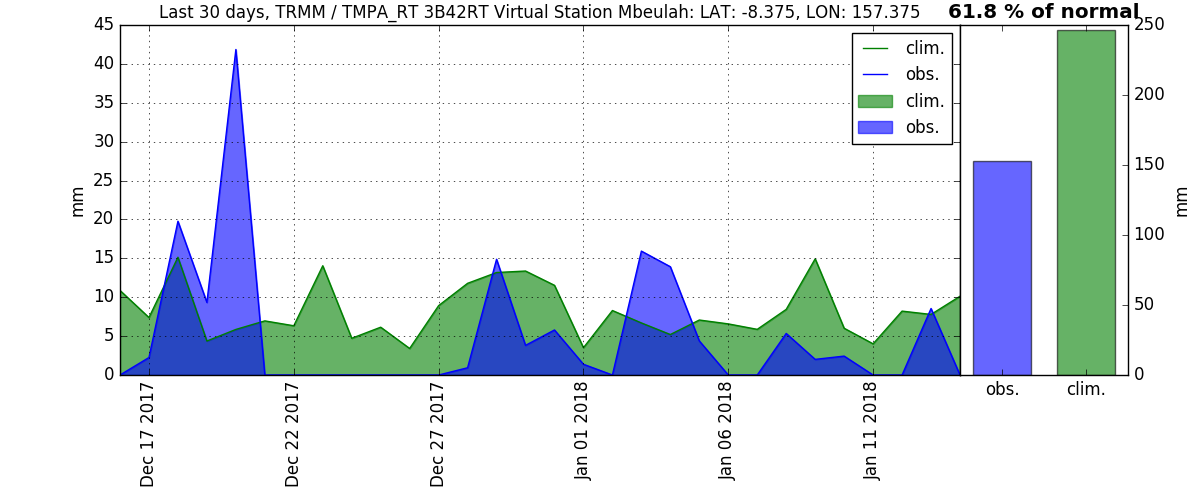 Last 30 days, TRMM / TMPA_RT 3B42RT Virtual Station Mbeulah: LAT: -8.375, LON: 157.375
61.8 % of normal
mm
45
40
35
30
25
20
15
10
5
0
clim.
obs.
clim.
obs.
250
200
150
100
50
0
mm
Dec 17 2017
Dec 22 2017
Dec 27 2017
Jan 01 2018
Jan 06 2018
Jan 11 2018
obs.
clim.